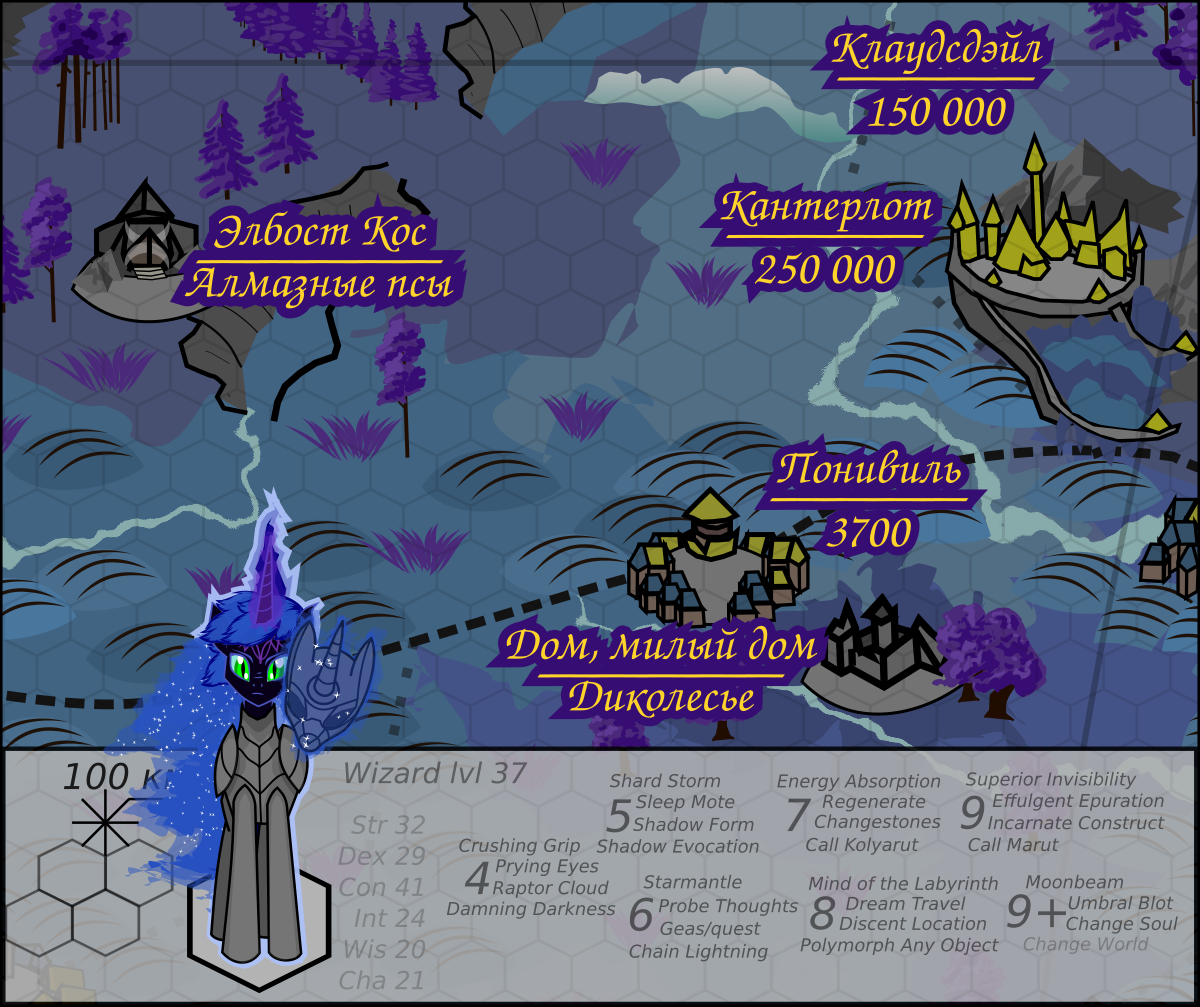 Клаудсдэйл
150 000
Кантерлот
250 000
Элбост Кос
Алмазные псы
Понивиль
3700
Дом, милый дом
Диколесье
100 к
Wizard lvl 37
Str 32
Dex 29
Con 41
Int 24
Wis 20
Cha 21
4
Crushing Grip
Prying Eyes
Raptor Cloud
Damning Darkness
5
Shard Storm
Sleep Mote
Shadow Form
Shadow Evocation
6
Starmantle
Probe Thoughts
Geas/quest
Chain Lightning
7
Energy Absorption
Regenerate
Changestones
Call Kolyarut
8
Mind of the Labyrinth
Dream Travel
Discent Location
Polymorph Any Object
9
Superior Invisibility
Effulgent Epuration
Incarnate Construct
Call Marut
9+
Moonbeam
Umbral Blot
Change Soul
Change World